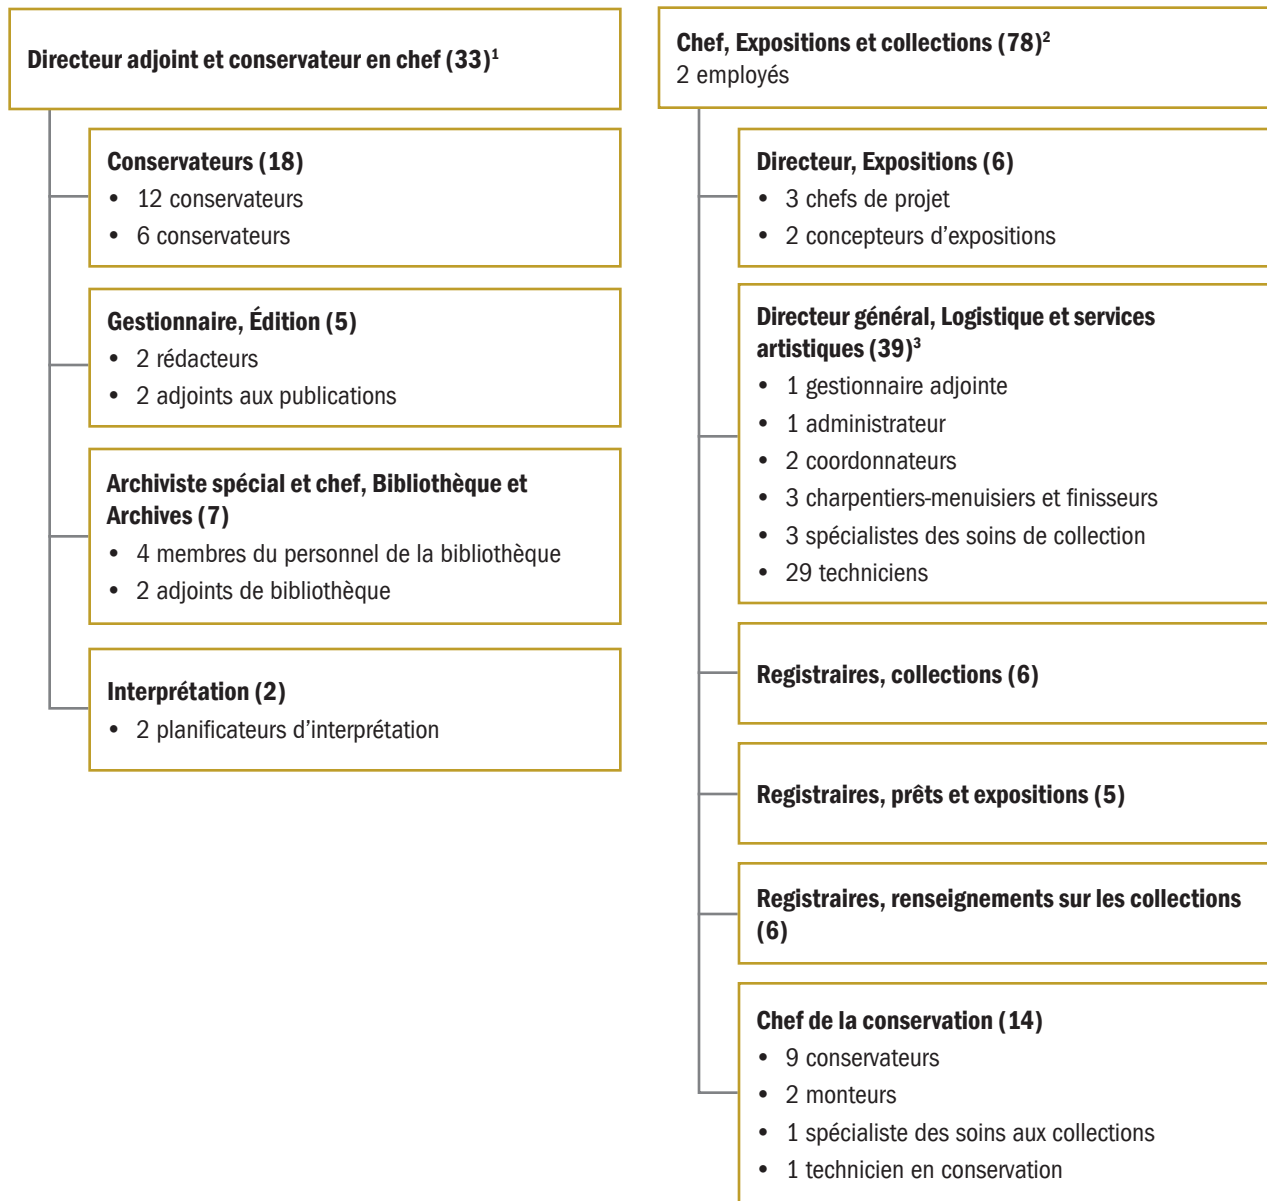 Directeur adjoint et conservateur en chef (33)¹
Conservateurs (18)
• 12 conservateurs
• 6 conservateurs
Gestionnaire, Édition (5)
• 2 rédacteurs
• 2 adjoints aux publications
Archiviste spécial et chef, Bibliothèque et
Archives (7)
• 4 membres du personnel de la bibliothèque
• 2 adjoints de bibliothèque
Interprétation (2)
• 2 planificateurs d’interprétation
Chef, Expositions et collections (78)²
2 employés
Directeur, Expositions (6)
• 3 chefs de projet
• 2 concepteurs d’expositions
Directeur général, Logistique et services
artistiques (39)³
• 1 gestionnaire adjointe
• 1 administrateur
• 2 coordonnateurs
• 3 charpentiers-menuisiers et finisseurs
• 3 spécialistes des soins de collection
• 29 techniciens
Registraires, collections (6)
Registraires, prêts et expositions (5)
Registraires, renseignements sur les collections
(6)
Chef de la conservation (14)
• 9 conservateurs
• 2 monteurs
• 1 spécialiste des soins aux collections
• 1 technicien en conservation